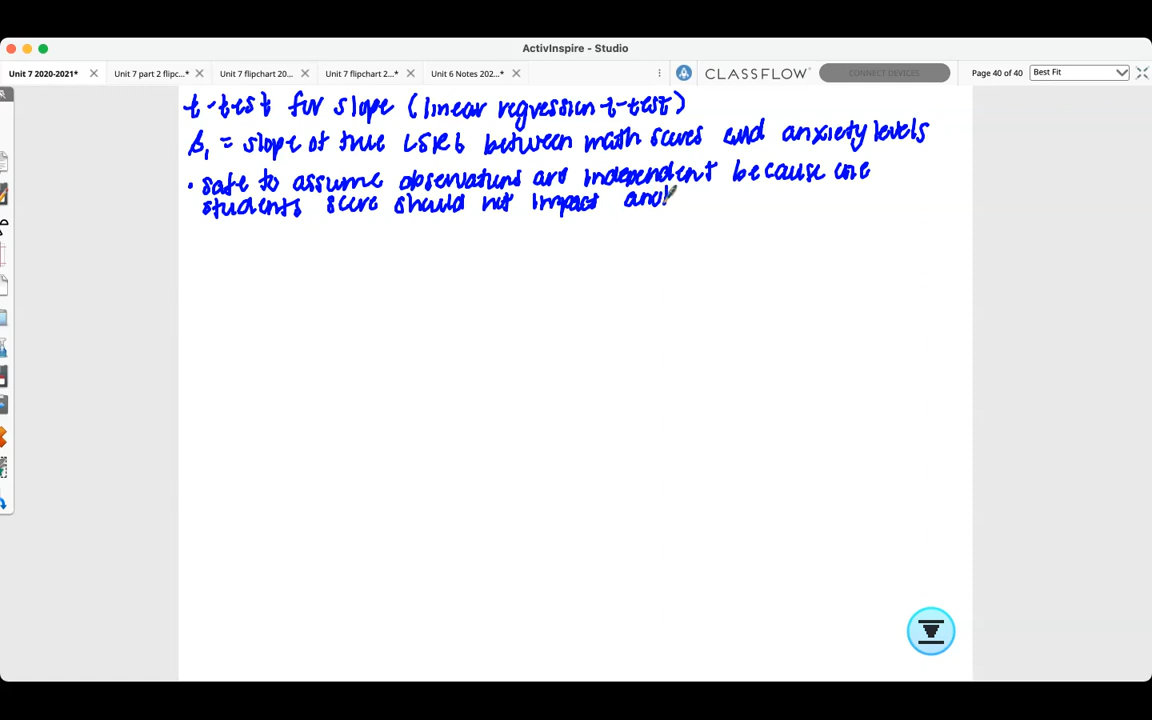 ActivInspire - Studio
Unit 7 2020-2021*
Unit 7 part 2 flipc...*
Unit 7 flipchart 20...
Unit 7 flipchart 2...*
Unit 6 Notes 202...*
CLASSFLOW
CONNECT DEVICES
Page 40 of 40
Best Fit
t-test for slope (linear regression t-test)
β₁ = slope of true LSRL between math scores and anxiety levels
• safe to assume observations are independent because one
students score should not impact anoth